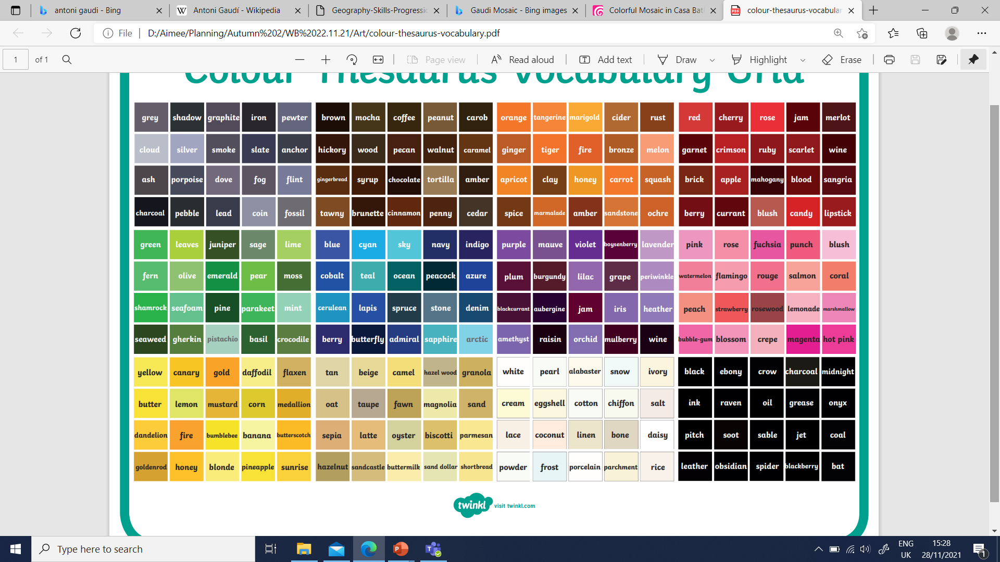 antoni gaudi - Bing
Antoni Gaudí - Wikipedia
Geography-Skills-Progressic
Gaudi Mosaic - Bing images
Colorful Mosaic in Casa Bat
colour-thesaurus-vocabular
File D:/Aimee/Planning/Autumn%202/WB%2022.11.21/Art/colour-thesaurus-vocabulary.pdf
1 of 1 Page view Read aloud Add text Draw Highlight Erase
Colour Thesaurus Vocabulary Grid
grey shadow graphite iron pewter brown mocha coffee peanut carob orange tangerine marigold cider rust red cherry rose jam merlot
cloud silver smoke slate anchor hickory wood pecan walnut caramel ginger tiger fire bronze melon garnet crimson ruby scarlet wine
ash porpoise dove fog flint gingerbread syrup chocolate tortilla amber apricot clay honey carrot squash brick apple mahogany blood sangria
charcoal pebble lead coin fossil tawny brunette cinnamon penny cedar spice marmalade amber sandstone ochre berry currant blush candy lipstick
green leaves juniper sage lime blue cyan sky navy indigo purple mauve violet boysenberry lavender pink rose fuchsia punch blush
fern olive emerald pear moss cobalt teal ocean peacock azure plum burgundy lilac grape periwinkle watermelon flamingo rouge salmon coral
shamrock seafoam pine parakeet mint cerulean lapis spruce stone denim blackcurrant aubergine jam iris heather peach strawberry rosewood lemonade marshmallow
seaweed gherkin pistachio basil crocodile berry butterfly admiral sapphire arctic amethyst raisin orchid mulberry wine bubble-gum blossom crepe magenta hot pink
yellow canary gold daffodil flaxen tan beige camel hazel wood granola white pearl alabaster snow ivory black ebony crow charcoal midnight
butter lemon mustard corn medallion oat taupe fawn magnolia sand cream eggshell cotton chiffon salt ink raven oil grease onyx
dandelion fire bumblebee banana butterscotch sepia latte oyster biscotti parmesan lace coconut linen bone daisy pitch soot sable jet coal
goldenrod honey blonde pineapple sunrise hazelnut sandcastle buttermilk sand dollar shortbread powder frost porcelain parchment rice leather obsidian spider blackberry bat
twinkl visit twinkl.com
Type here to search
ENG
UK
15:28
28/11/2021
1